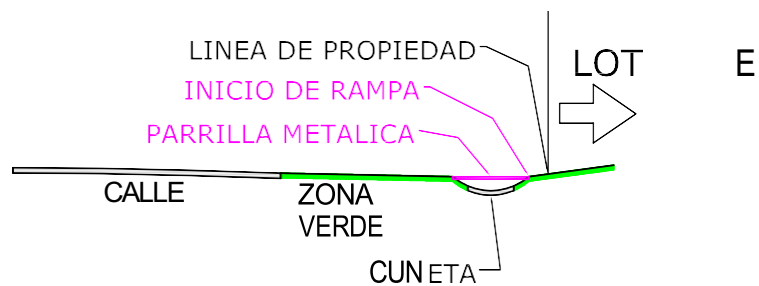 LINEA DE PROPIEDAD
LOT E
INICIO DE RAMPA
PARRILLA METALICA
CALLE
ZONA
VERDE
CUNETA